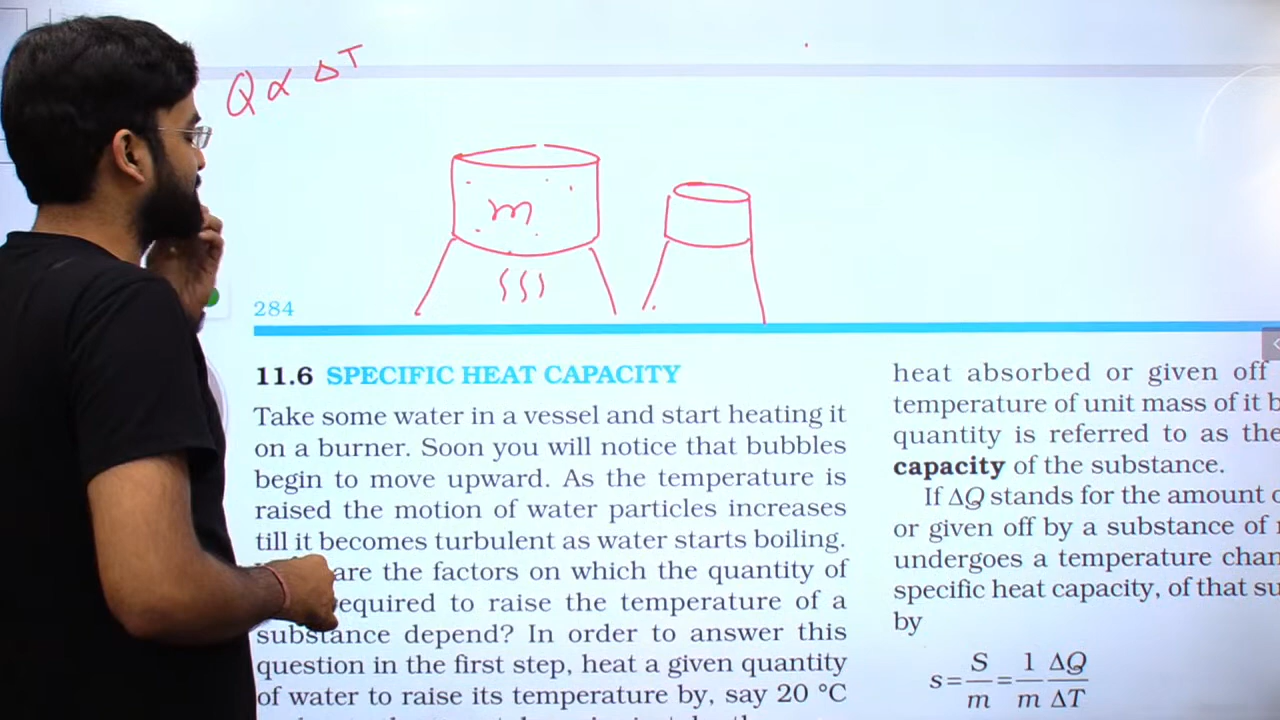 Q ∝ ΔT
m
284
11.6 SPECIFIC HEAT CAPACITY
Take some water in a vessel and start heating it
on a burner. Soon you will notice that bubbles
begin to move upward. As the temperature is
raised the motion of water particles increases
till it becomes turbulent as water starts boiling.
are the factors on which the quantity of
equired to raise the temperature of a
substance depend? In order to answer this
question in the first step, heat a given quantity
of water to raise its temperature by, say 20 °C
heat absorbed or given off
temperature of unit mass of it
quantity is referred to as the
capacity of the substance.
If ΔQ stands for the amount
or given off by a substance of
undergoes a temperature
specific heat capacity, of that
by
s = S/m = 1/m ΔQ/ΔT